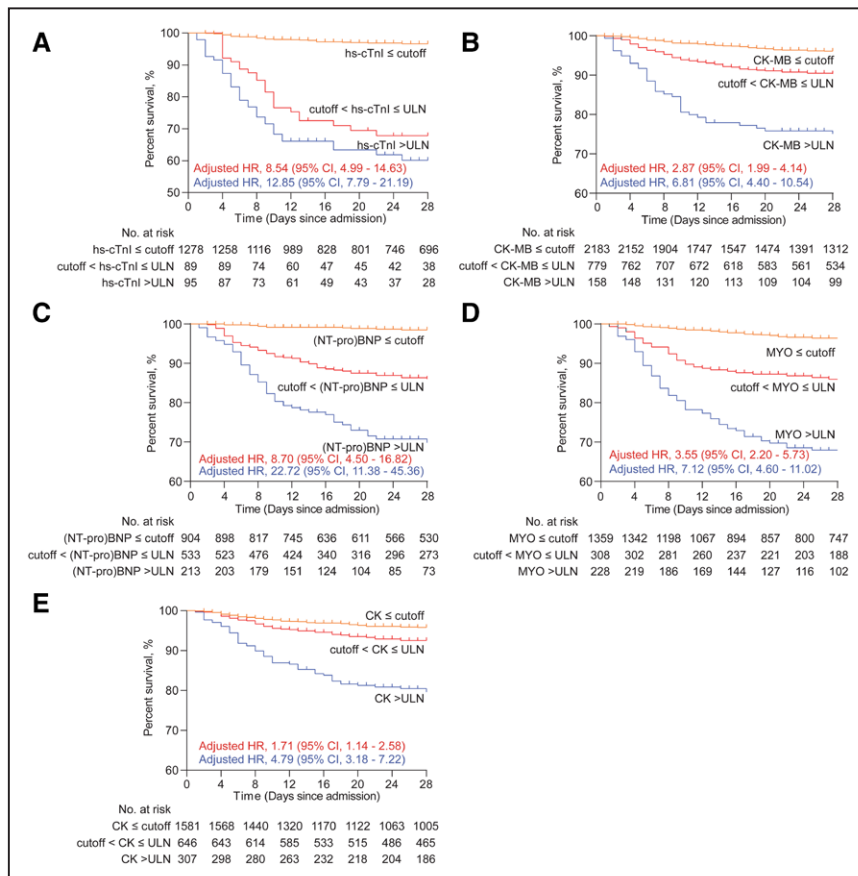 A
Percent survival, %
100
90
80
70
60
50
hs-cTnI ≤ cutoff
cutoff < hs-cTnI ≤ ULN
hs-cTnI >ULN
Adjusted HR, 8.54 (95% CI, 4.99 - 14.63)
Adjusted HR, 12.85 (95% CI, 7.79 - 21.19)
0 4 8 12 16 20 24 28
Time (Days since admission)
No. at risk
hs-cTnI ≤ cutoff 1278 1258 1116 989 828 801 746 696
cutoff < hs-cTnI ≤ ULN 89 89 74 60 47 45 42 38
hs-cTnI >ULN 95 87 73 61 49 43 37 28
B
Percent survival, %
100
90
80
70
60
CK-MB ≤ cutoff
cutoff < CK-MB ≤ ULN
CK-MB >ULN
Adjusted HR, 2.87 (95% CI, 1.99 - 4.14)
Adjusted HR, 6.81 (95% CI, 4.40 - 10.54)
0 4 8 12 16 20 24 28
Time (Days since admission)
No. at risk
CK-MB ≤ cutoff 2183 2152 1904 1747 1547 1474 1391 1312
cutoff < CK-MB ≤ ULN 779 762 707 672 618 583 561 534
CK-MB >ULN 158 148 131 120 113 109 104 99
C
Percent survival, %
100
90
80
70
60
(NT-pro)BNP ≤ cutoff
cutoff < (NT-pro)BNP ≤ ULN
(NT-pro)BNP >ULN
Adjusted HR, 8.70 (95% CI, 4.50 - 16.82)
Adjusted HR, 22.72 (95% CI, 11.38 - 45.36)
0 4 8 12 16 20 24 28
Time (Days since admission)
No. at risk
(NT-pro)BNP ≤ cutoff 904 898 817 745 636 611 566 530
cutoff < (NT-pro)BNP ≤ ULN 533 523 476 424 340 316 296 273
(NT-pro)BNP >ULN 213 203 179 151 124 104 85 73
D
Percent survival, %
100
90
80
70
60
MYO ≤ cutoff
cutoff < MYO ≤ ULN
MYO >ULN
Ajusted HR, 3.55 (95% CI, 2.20 - 5.73)
Adjusted HR, 7.12 (95% CI, 4.60 - 11.02)
0 4 8 12 16 20 24 28
Time (Days since admission)
No. at risk
MYO ≤ cutoff 1359 1342 1198 1067 894 857 800 747
cutoff < MYO ≤ ULN 308 302 281 260 237 221 203 188
MYO >ULN 228 219 186 169 144 127 116 102
E
Percent survival, %
100
90
80
70
60
CK ≤ cutoff
cutoff < CK ≤ ULN
CK >ULN
Adjusted HR, 1.71 (95% CI, 1.14 - 2.58)
Adjusted HR, 4.79 (95% CI, 3.18 - 7.22)
0 4 8 12 16 20 24 28
Time (Days since admission)
No. at risk
CK ≤ cutoff 1581 1568 1440 1320 1170 1122 1063 1005
cutoff < CK ≤ ULN 646 643 614 585 533 515 486 465
CK >ULN 307 298 280 263 232 218 204 186